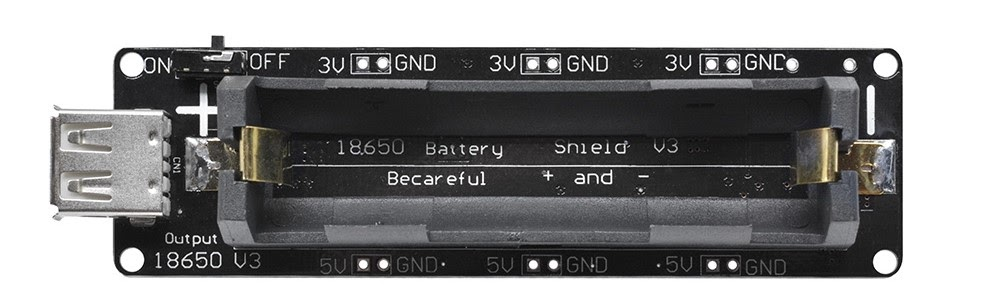 ON OFF 3V GND 3V GND 3V GND
+ −
CN1
18650 Battery Shield V3
Becareful + and -
Output
18650 V3 5V GND 5V GND 5V GND